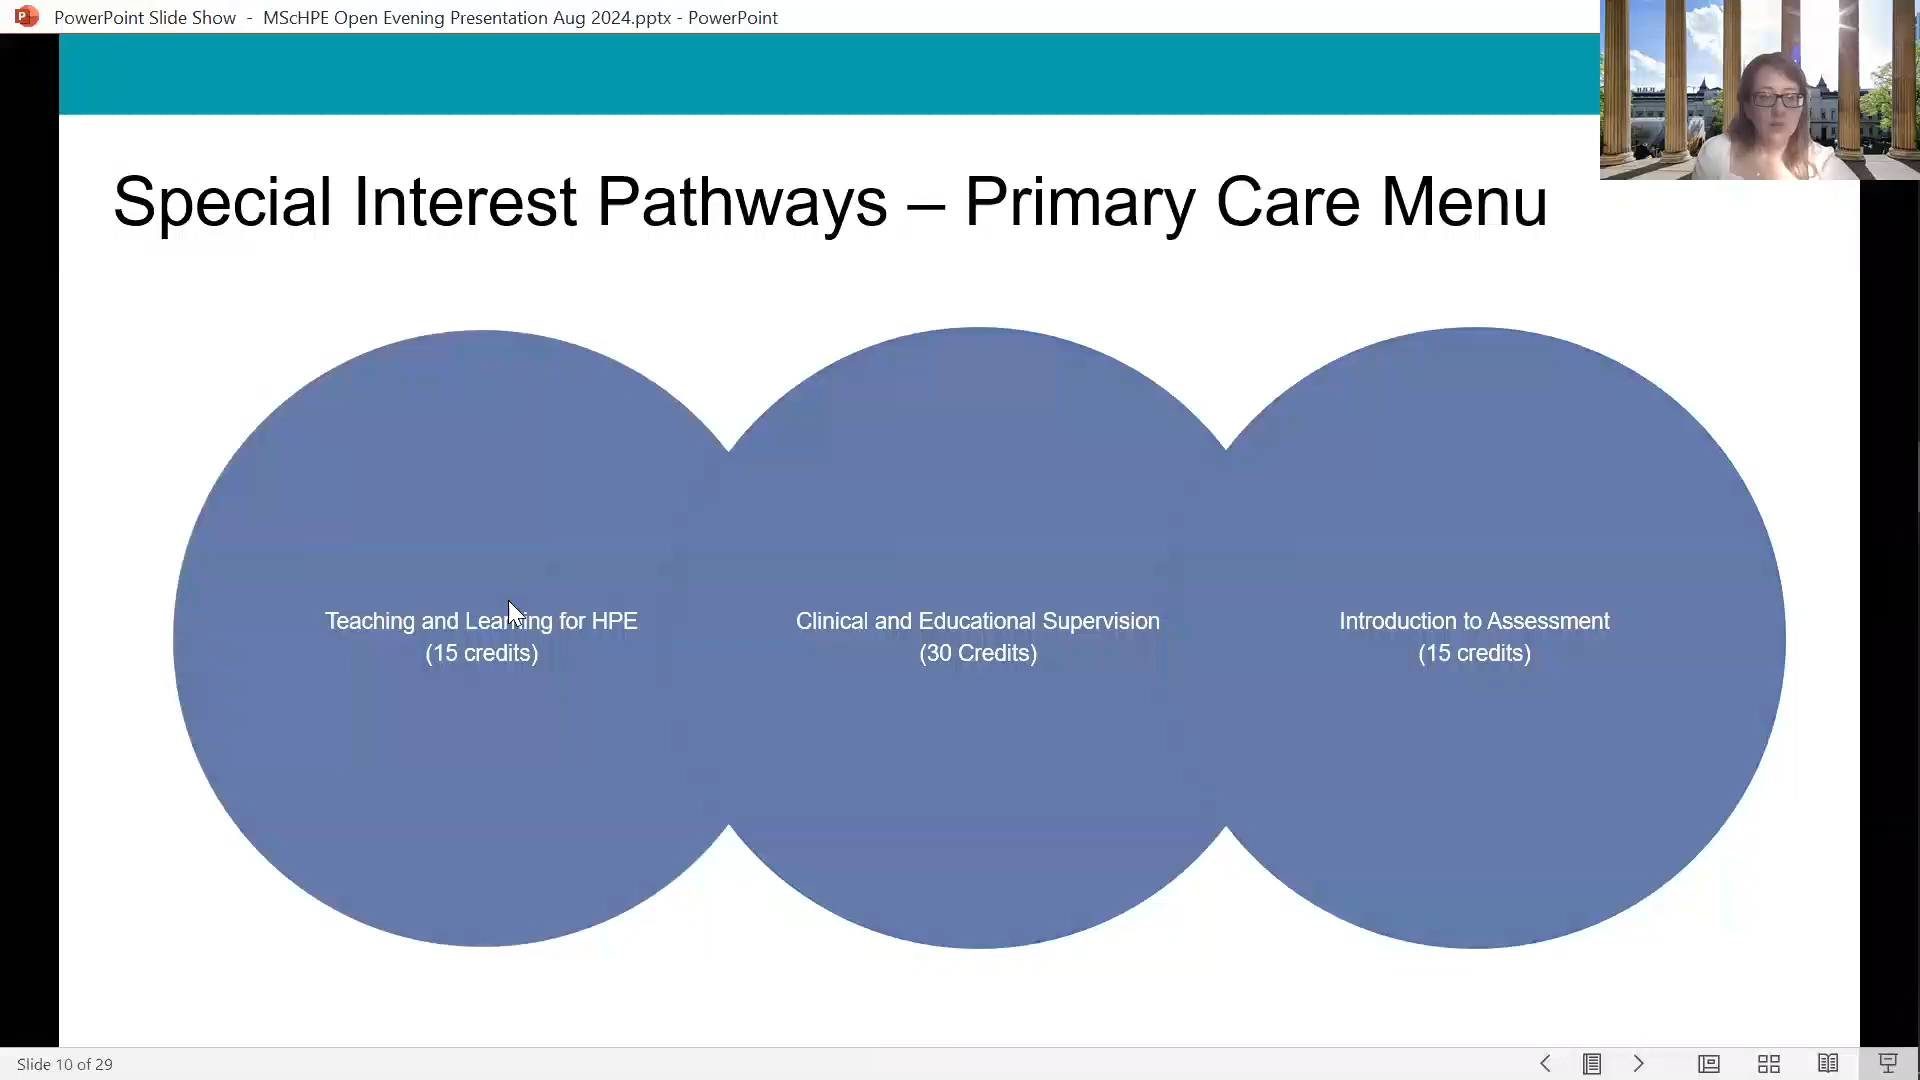 PowerPoint Slide Show - MScHPE Open Evening Presentation Aug 2024.pptx - PowerPoint
Special Interest Pathways – Primary Care Menu
Teaching and Learning for HPE
(15 credits)
Clinical and Educational Supervision
(30 Credits)
Introduction to Assessment
(15 credits)
Slide 10 of 29